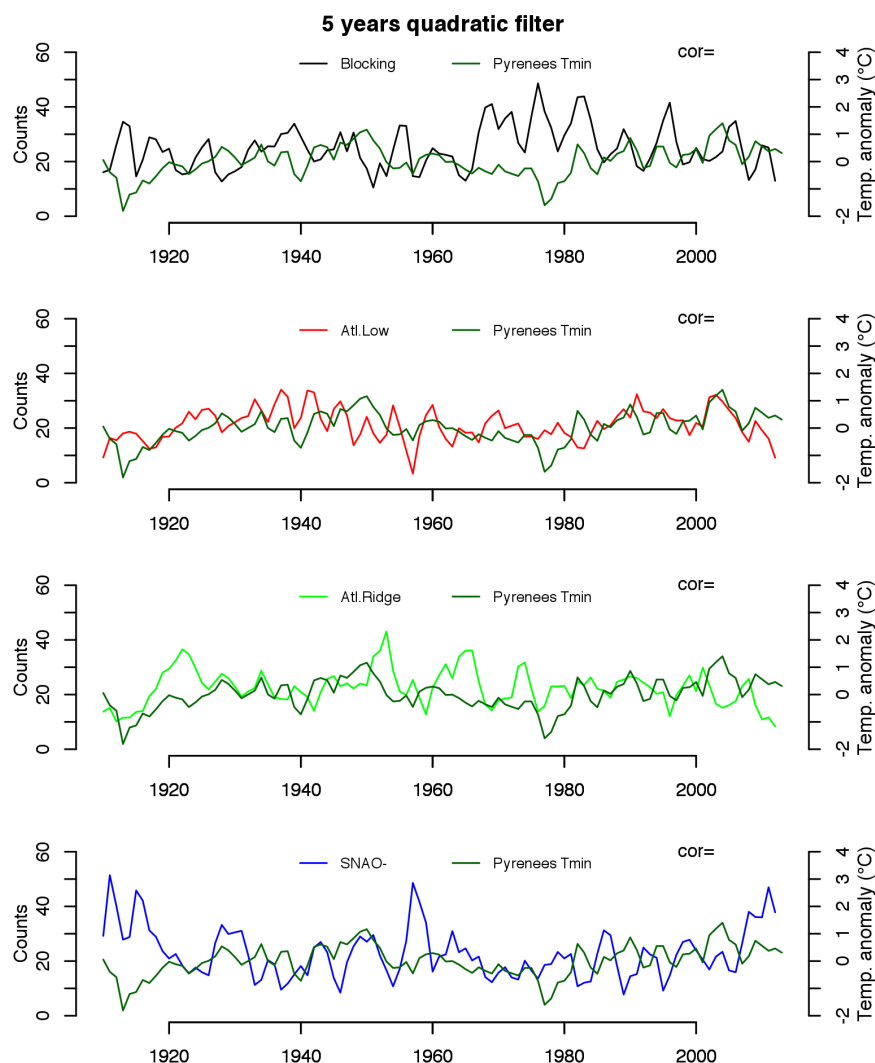 5 years quadratic filter
Blocking Pyrenees Tmin cor=
Counts
0 20 40 60
Temp. anomaly (°C)
-2 0 1 2 3 4
1920 1940 1960 1980 2000
Atl.Low Pyrenees Tmin cor=
Counts
0 20 40 60
Temp. anomaly (°C)
-2 0 1 2 3 4
1920 1940 1960 1980 2000
Atl.Ridge Pyrenees Tmin cor=
Counts
0 20 40 60
Temp. anomaly (°C)
-2 0 1 2 3 4
1920 1940 1960 1980 2000
SNAO- Pyrenees Tmin cor=
Counts
0 20 40 60
Temp. anomaly (°C)
-2 0 1 2 3 4
1920 1940 1960 1980 2000